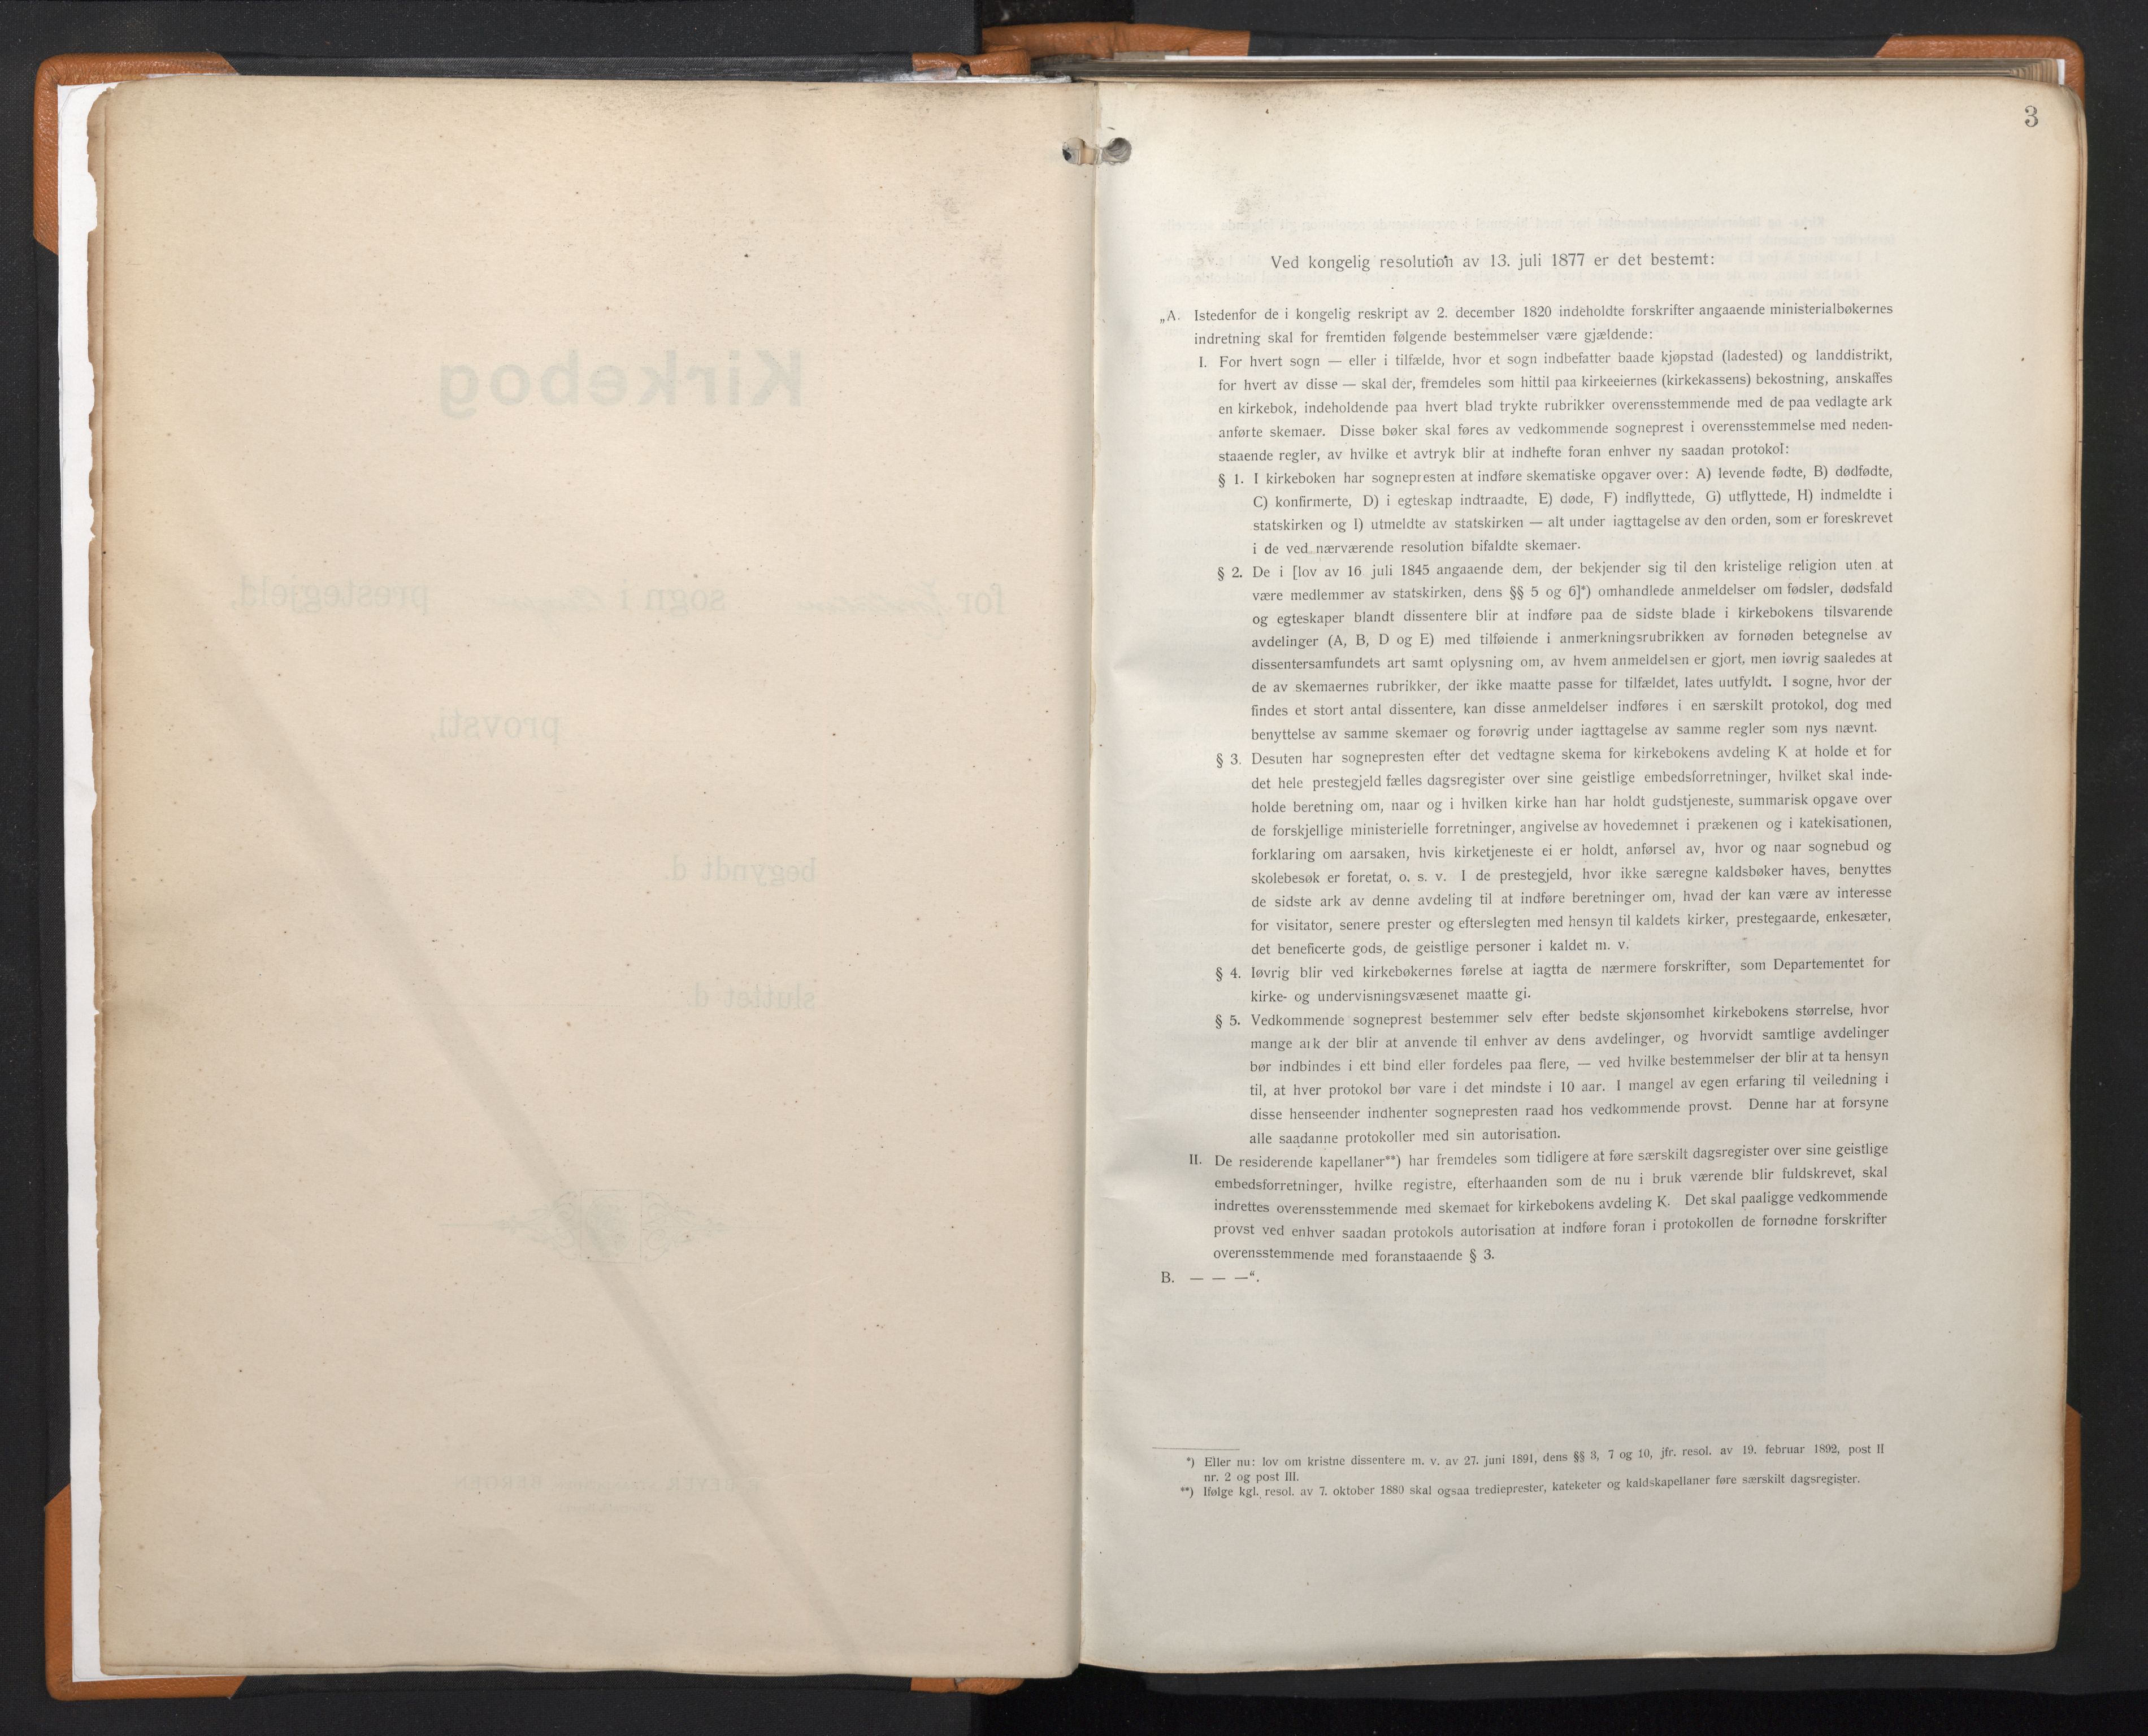 Kirkebog
for sogn i prestegjeld,
provsti,
begyndt d.
sluttet d.
BEYER BERGEN
3
Ved kongelig resolution av 13. juli 1877 er det bestemt:
„A. Istedenfor de i kongelig reskript av 2. december 1820 indeholdte forskrifter angaaende ministerialbøkernes
indretning skal for fremtiden følgende bestemmelser være gjældende:
I. For hvert sogn — eller i tilfælde, hvor et sogn indbefatter baade kjøpstad (ladested) og landdistrikt,
for hvert av disse — skal der, fremdeles som hittil paa kirkeeiernes (kirkekassens) bekostning, anskaffes
en kirkebok, indeholdende paa hvert blad trykte rubrikker overensstemmende med de paa vedlagte ark
anførte skemaer. Disse bøker skal føres av vedkommende sogneprest i overensstemmelse med neden-
staaende regler, av hvilke et avtryk blir at indhefte foran enhver ny saadan protokol:
§ 1. I kirkeboken har sognepresten at indføre skematiske opgaver over: A) levende fødte, B) dødfødte,
C) konfirmerte, D) i egteskap indtraadte, E) døde, F) indflyttede, G) utflyttede, H) indmeldte i
statskirken og I) utmeldte av statskirken — alt under iagttagelse av den orden, som er foreskrevet
i de ved nærværende resolution bifaldte skemaer.
§ 2. De i [lov av 16 juli 1845 angaaende dem, der bekjender sig til den kristelige religion uten at
være medlemmer av statskirken, dens §§ 5 og 6]*) omhandlede anmeldelser om fødsler, dødsfald
og egteskaper blandt dissentere blir at indføre paa de sidste blade i kirkebokens tilsvarende
avdelinger (A, B, D og E) med tilføiende i anmerkningsrubrikken av fornøden betegnelse av
dissentersamfundets art samt oplysning om, av hvem anmeldelsen er gjort, men iøvrig saaledes at
de av skemaernes rubrikker, der ikke maatte passe for tilfældet, lates uutfyldt. I sogne, hvor der
findes et stort antal dissentere, kan disse anmeldelser indføres i en særskilt protokol, dog med
benyttelse av samme skemaer og forøvrig under iagttagelse av samme regler som nys nævnt.
§ 3. Desuten har sognepresten efter det vedtagne skema for kirkebokens avdeling K at holde et for
det hele prestegjeld fælles dagsregister over sine geistlige embedsforretninger, hvilket skal inde-
holde beretning om, naar og i hvilken kirke han har holdt gudstjeneste, summarisk opgave over
de forskjellige ministerielle forretninger, angivelse av hovedemnet i prækenen og i katekisationen,
forklaring om aarsaken, hvis kirketjeneste ei er holdt, anførsel av, hvor og naar sognebud og
skolebesøk er foretat, o. s. v. I de prestegjeld, hvor ikke særegne kaldsbøker haves, benyttes
de sidste ark av denne avdeling til at indføre beretninger om, hvad der kan være av interesse
for visitator, senere prester og efterslegten med hensyn til kaldets kirker, prestegaarde, enkesæter,
det beneficerte gods, de geistlige personer i kaldet m. v.
§ 4. Iøvrig blir ved kirkebøkernes førelse at iagtta de nærmere forskrifter, som Departementet for
kirke- og undervisningsvæsenet maatte gi.
§ 5. Vedkommende sogneprest bestemmer selv efter bedste skjønsomhet kirkebokens størrelse, hvor
mange ark der blir at anvende til enhver av dens avdelinger, og hvorvidt samtlige avdelinger
bør indbindes i ett bind eller fordeles paa flere, — ved hvilke bestemmelser der blir at ta hensyn
til, at hver protokol bør vare i det mindste i 10 aar. I mangel av egen erfaring til veiledning i
disse henseender indhenter sognepresten raad hos vedkommende provst. Denne har at forsyne
alle saadanne protokoller med sin autorisation.
II. De residerende kapellaner**) har fremdeles som tidligere at føre særskilt dagsregister over sine geistlige
embedsforretninger, hvilke registre, efterhaanden som de nu i bruk værende blir fuldskrevet, skal
indrettes overensstemmende med skemaet for kirkebokens avdeling K. Det skal paaligge vedkommende
provst ved enhver saadan protokols autorisation at indføre foran i protokollen de fornødne forskrifter
overensstemmende med foranstaaende § 3.
B. — — —“.
*) Eller nu: lov om kristne dissentere m. v. av 27. juni 1891, dens §§ 3, 7 og 10, jfr. resol. av 19. februar 1892, post II
nr. 2 og post III.
**) Ifølge kgl. resol. av 7. oktober 1880 skal ogsaa tredieprester, kateketer og kaldskapellaner føre særskilt dagsregister.